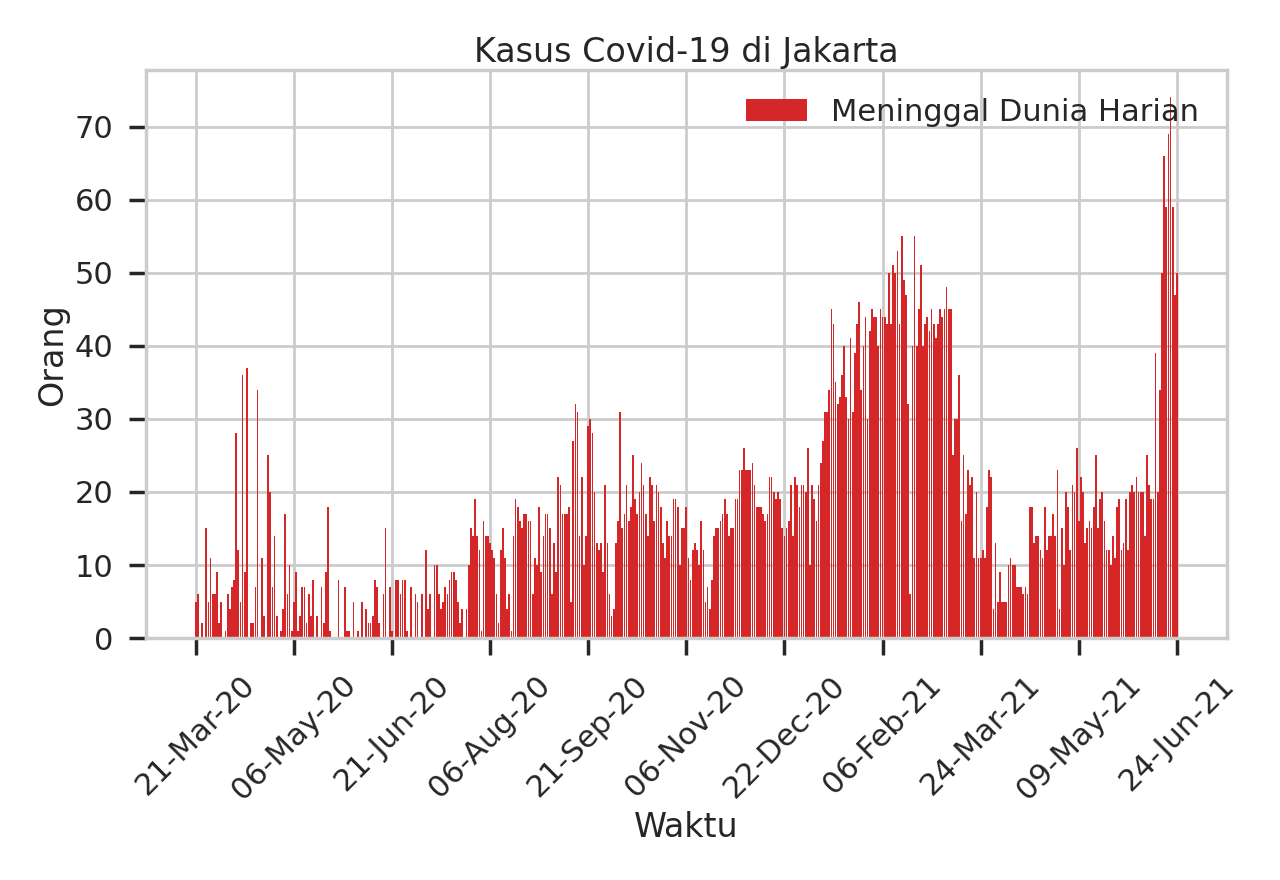 Kasus Covid-19 di Jakarta
Meninggal Dunia Harian
70
60
50
40
30
20
10
0
Orang
21-Mar-20
06-May-20
21-Jun-20
06-Aug-20
21-Sep-20
06-Nov-20
22-Dec-20
06-Feb-21
24-Mar-21
09-May-21
24-Jun-21
Waktu